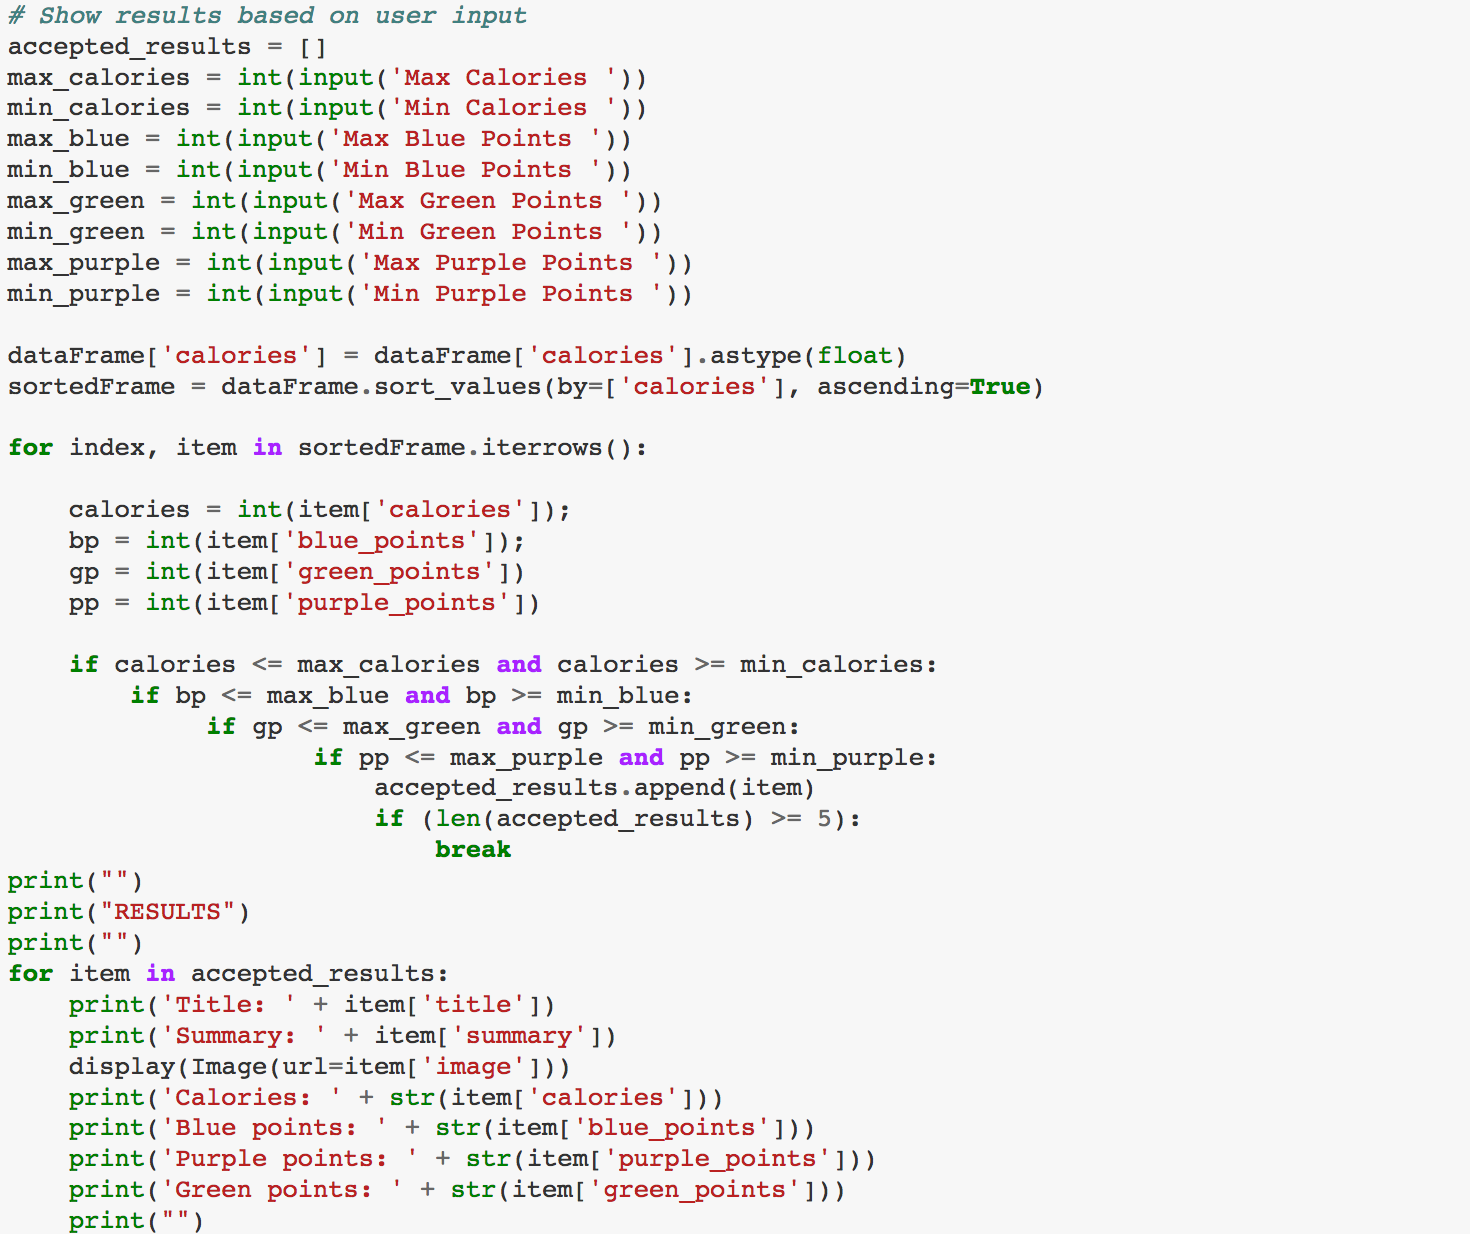 # Show results based on user input
accepted_results = []
max_calories = int(input('Max Calories '))
min_calories = int(input('Min Calories '))
max_blue = int(input('Max Blue Points '))
min_blue = int(input('Min Blue Points '))
max_green = int(input('Max Green Points '))
min_green = int(input('Min Green Points '))
max_purple = int(input('Max Purple Points '))
min_purple = int(input('Min Purple Points '))

dataFrame['calories'] = dataFrame['calories'].astype(float)
sortedFrame = dataFrame.sort_values(by=['calories'], ascending=True)

for index, item in sortedFrame.iterrows():

    calories = int(item['calories']);
    bp = int(item['blue_points']);
    gp = int(item['green_points'])
    pp = int(item['purple_points'])

    if calories <= max_calories and calories >= min_calories:
        if bp <= max_blue and bp >= min_blue:
             if gp <= max_green and gp >= min_green:
                    if pp <= max_purple and pp >= min_purple:
                        accepted_results.append(item)
                        if (len(accepted_results) >= 5):
                            break
print("")
print("RESULTS")
print("")
for item in accepted_results:
    print('Title: ' + item['title'])
    print('Summary: ' + item['summary'])
    display(Image(url=item['image']))
    print('Calories: ' + str(item['calories']))
    print('Blue points: ' + str(item['blue_points']))
    print('Purple points: ' + str(item['purple_points']))
    print('Green points: ' + str(item['green_points']))
    print("")